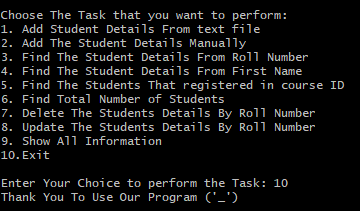 Choose The Task that you want to perform:
1. Add Student Details From text file
2. Add The Student Details Manually
3. Find The Student Details From Roll Number
4. Find The Student Details From First Name
5. Find The Students That registered in course ID
6. Find Total Number of Students
7. Delete The Students Details By Roll Number
8. Update The Students Details By Roll Number
9. Show All Information
10.Exit
Enter Your Choice to perform the Task: 10
Thank You To Use Our Program ('_')